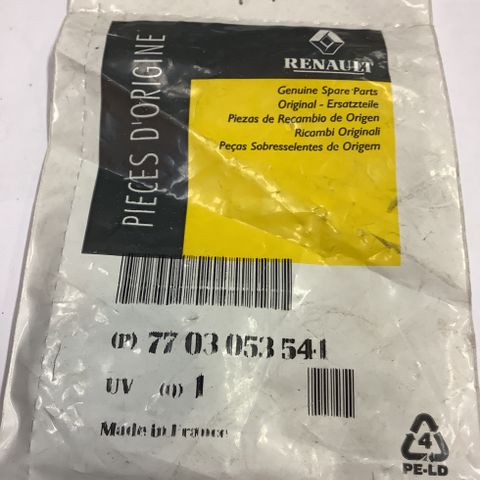 RENAULT
PIECES D'ORIGINE
Genuine Spare Parts
Original - Ersatzteile
Piezas de Recambio de Origen
Ricambi Originali
Peças Sobresselentes de Origem
(P) 77 03 053 541
UV (Q) 1
Made in France
4
PE-LD